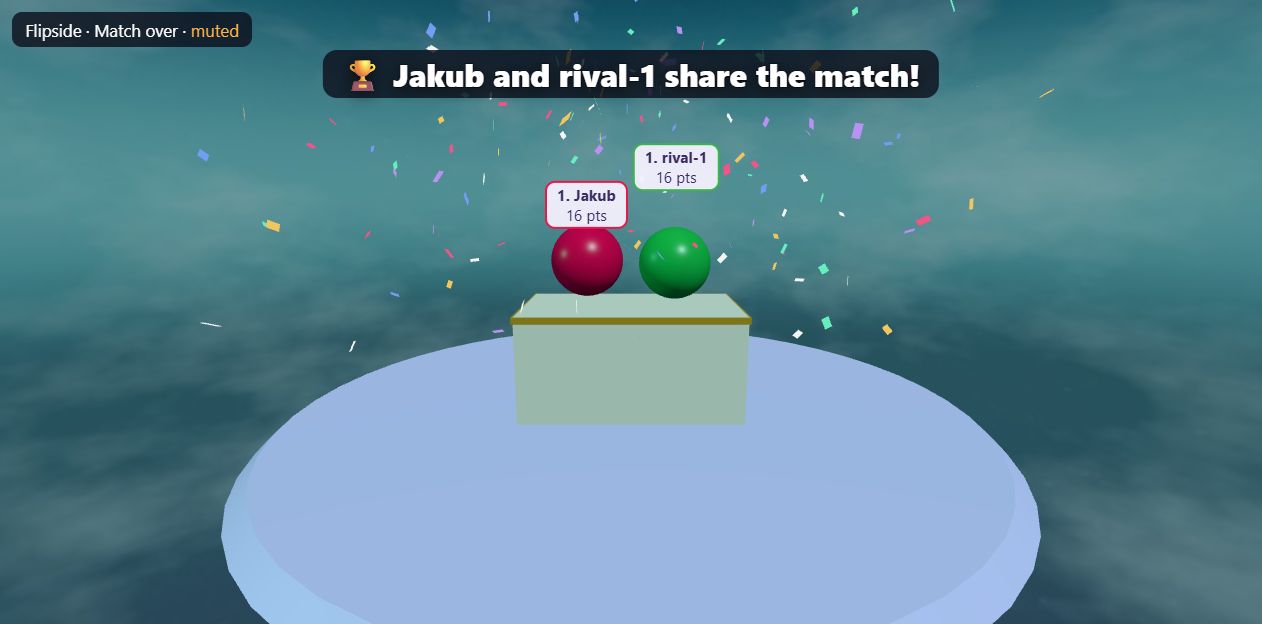 Flipside · Match over · muted
🏆 Jakub and rival-1 share the match!
1. rival-1
16 pts
1. Jakub
16 pts